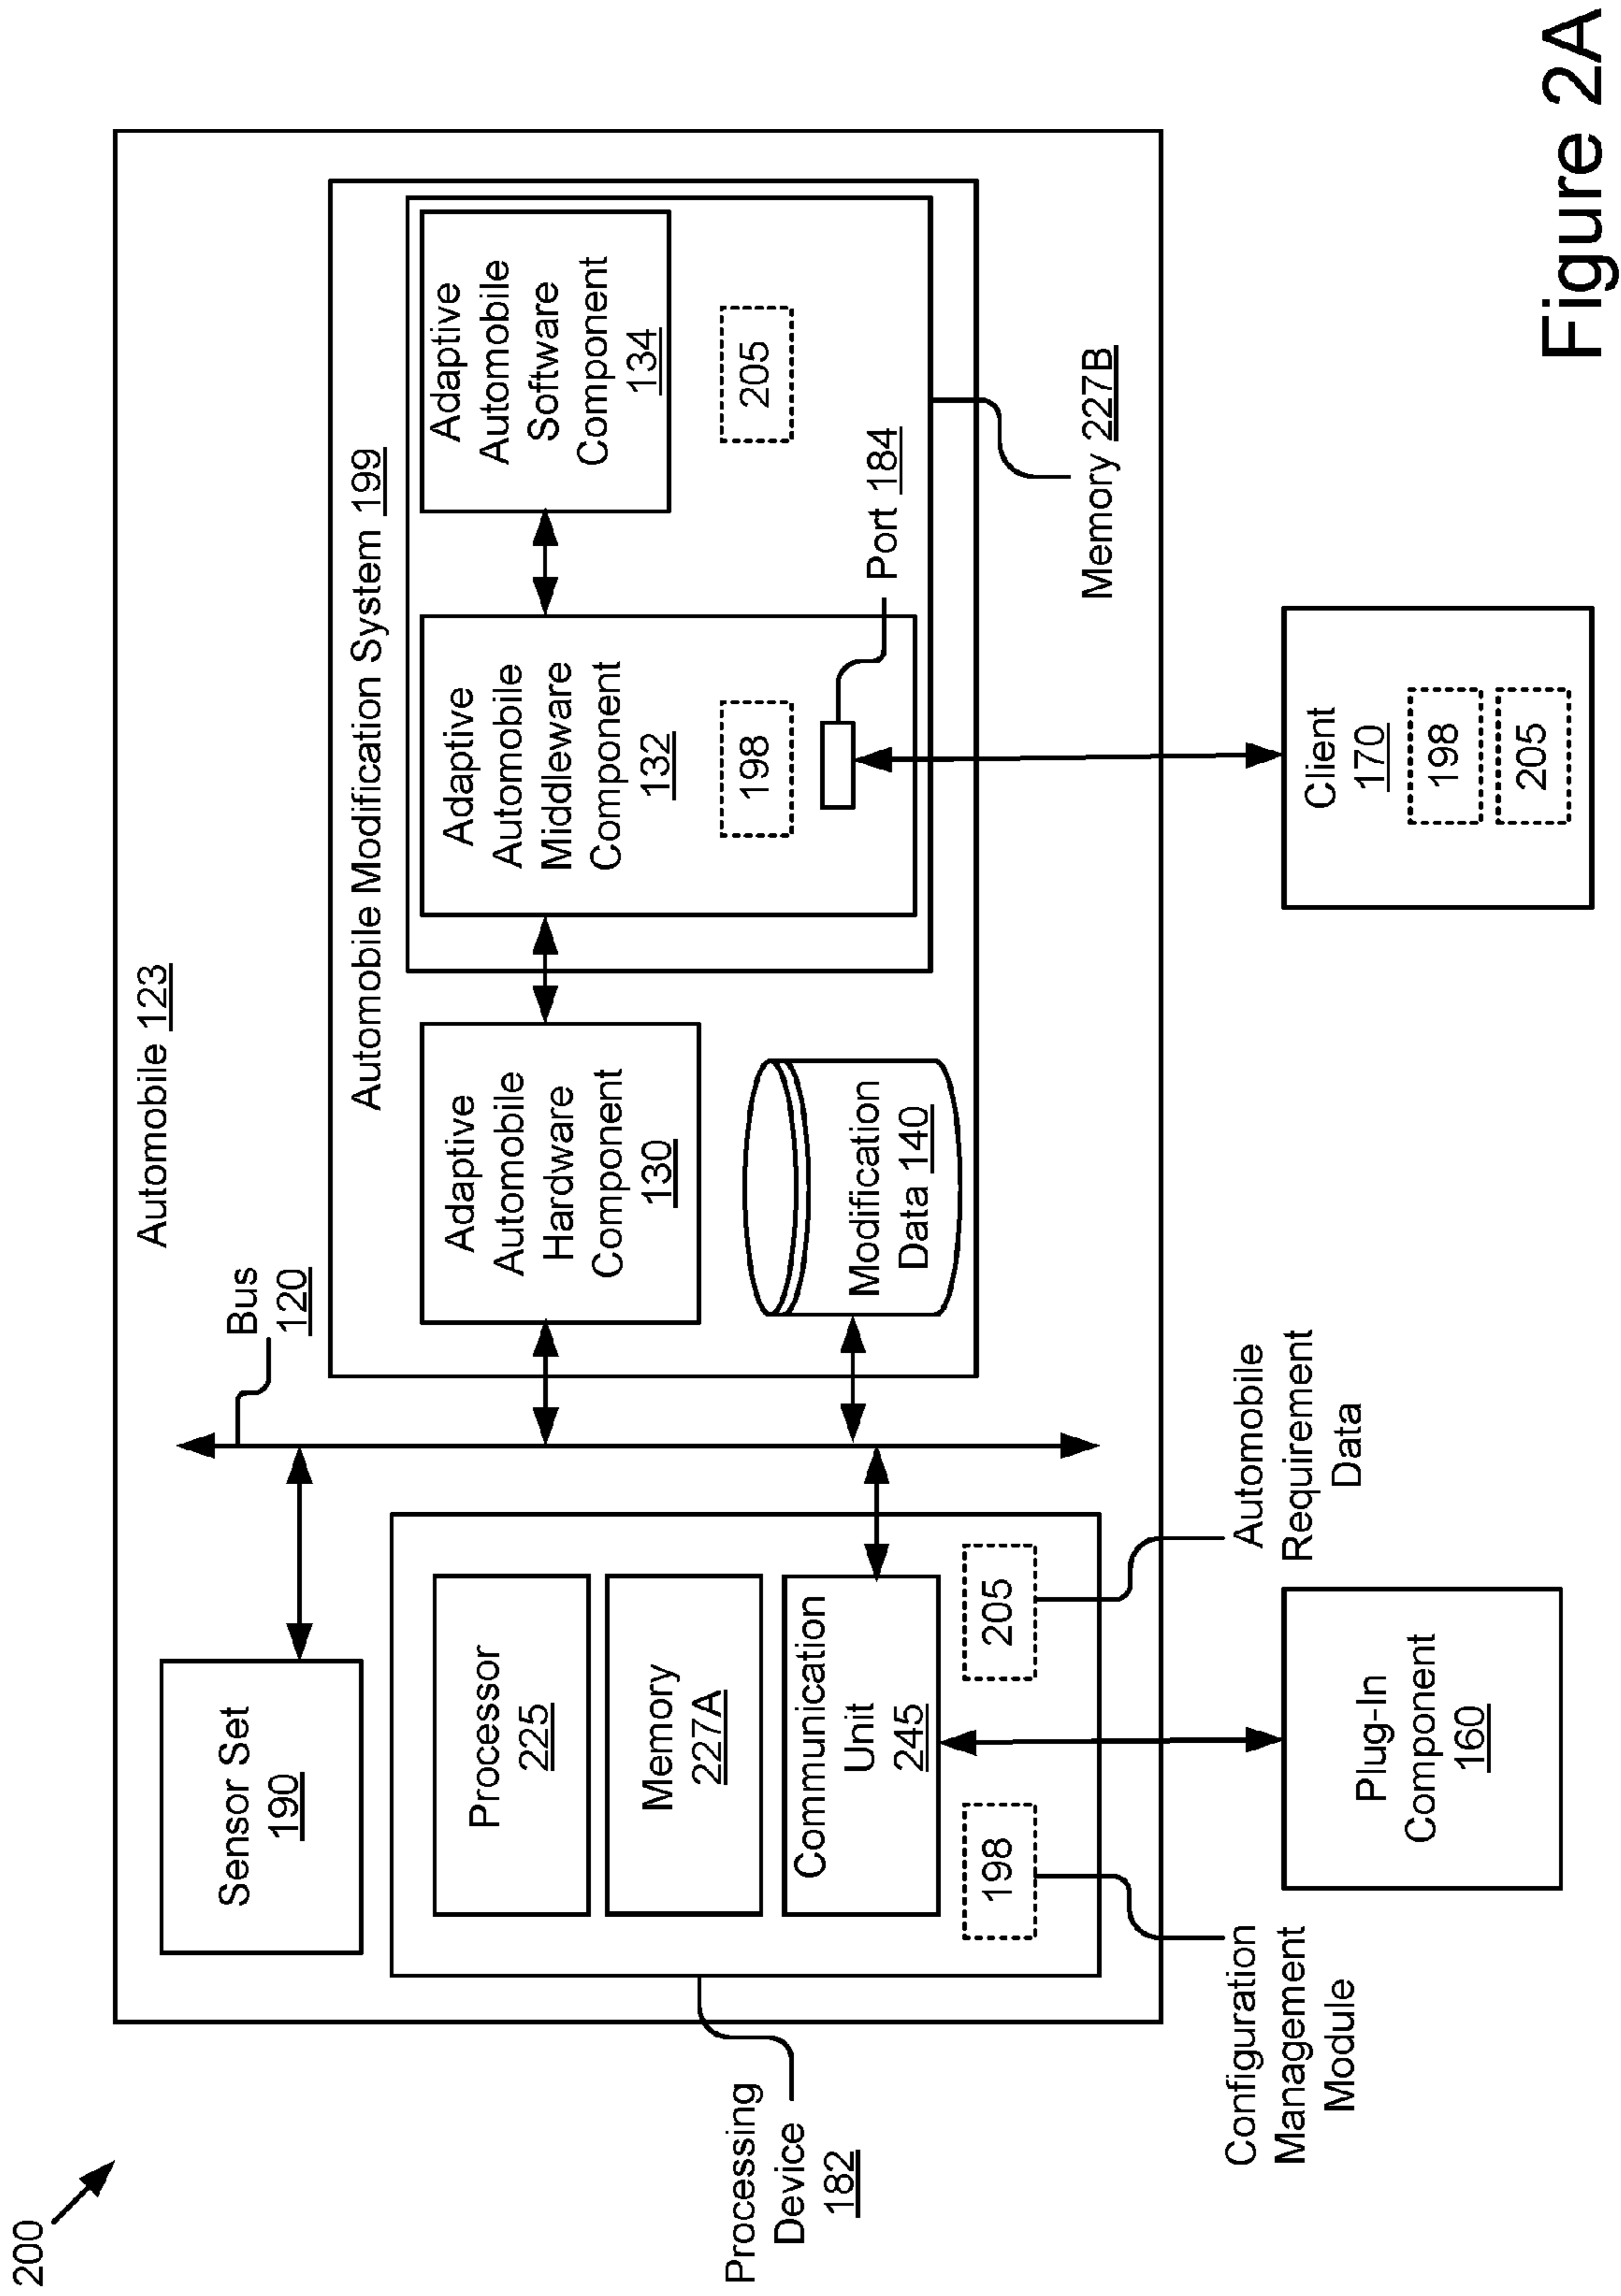 200
Automobile 123
Sensor Set
190
Bus
120
Automobile Modification System 199
Processing
Device
182
Processor
225
Memory
227A
Communication
Unit
245
198
205
Adaptive
Automobile
Hardware
Component
130
Modification
Data 140
Adaptive
Automobile
Middleware
Component
132
198
Port 184
Adaptive
Automobile
Software
Component
134
205
Memory 227B
Configuration
Management
Module
Automobile
Requirement
Data
Plug-In
Component
160
Client
170
198
205
Figure 2A